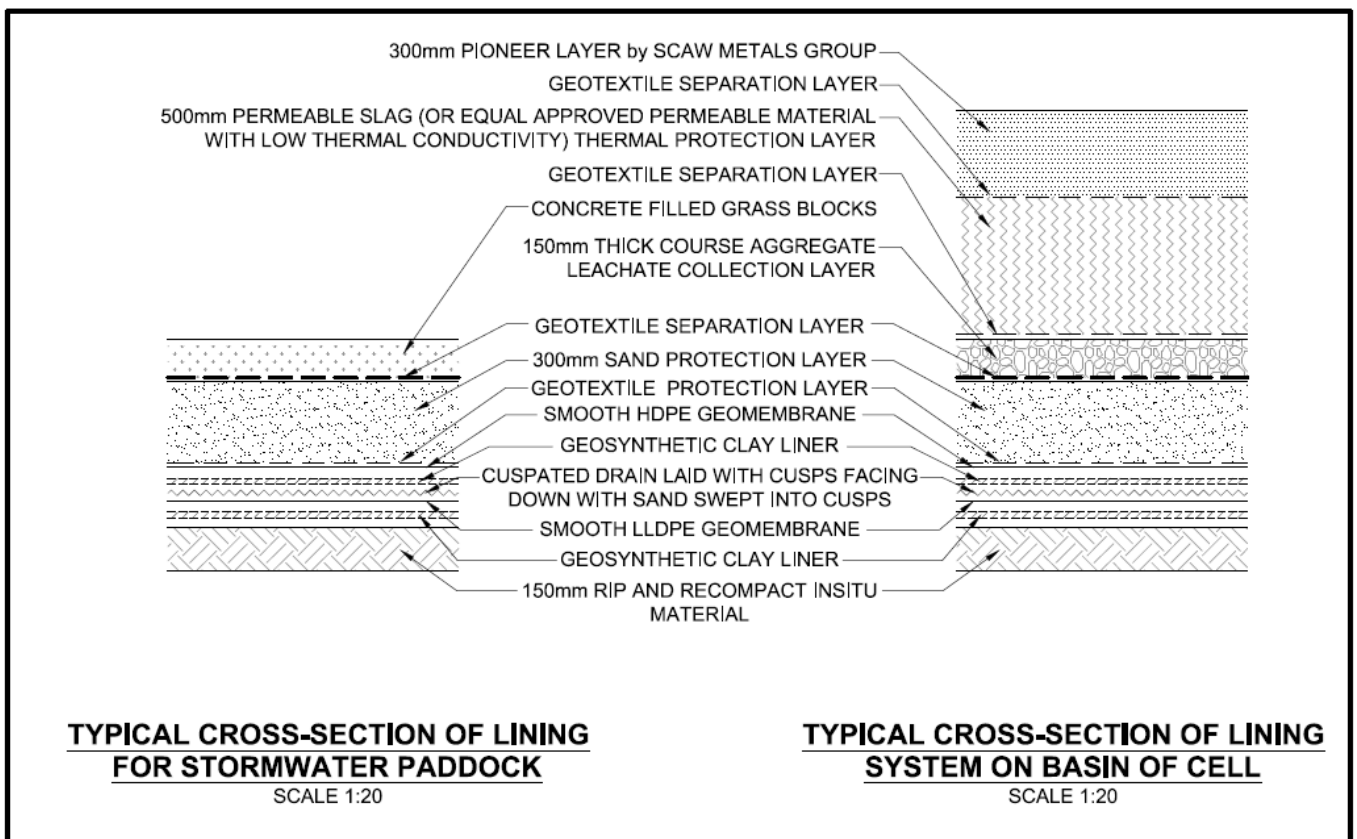 300mm PIONEER LAYER by SCAW METALS GROUP
GEOTEXTILE SEPARATION LAYER
500mm PERMEABLE SLAG (OR EQUAL APPROVED PERMEABLE MATERIAL
WITH LOW THERMAL CONDUCTIVITY) THERMAL PROTECTION LAYER
GEOTEXTILE SEPARATION LAYER
CONCRETE FILLED GRASS BLOCKS
150mm THICK COURSE AGGREGATE
LEACHATE COLLECTION LAYER
GEOTEXTILE SEPARATION LAYER
300mm SAND PROTECTION LAYER
GEOTEXTILE PROTECTION LAYER
SMOOTH HDPE GEOMEMBRANE
GEOSYNTHETIC CLAY LINER
CUSPATED DRAIN LAID WITH CUSPS FACING
DOWN WITH SAND SWEPT INTO CUSPS
SMOOTH LLDPE GEOMEMBRANE
GEOSYNTHETIC CLAY LINER
150mm RIP AND RECOMPACT INSITU
MATERIAL
TYPICAL CROSS-SECTION OF LINING
FOR STORMWATER PADDOCK
SCALE 1:20
TYPICAL CROSS-SECTION OF LINING
SYSTEM ON BASIN OF CELL
SCALE 1:20